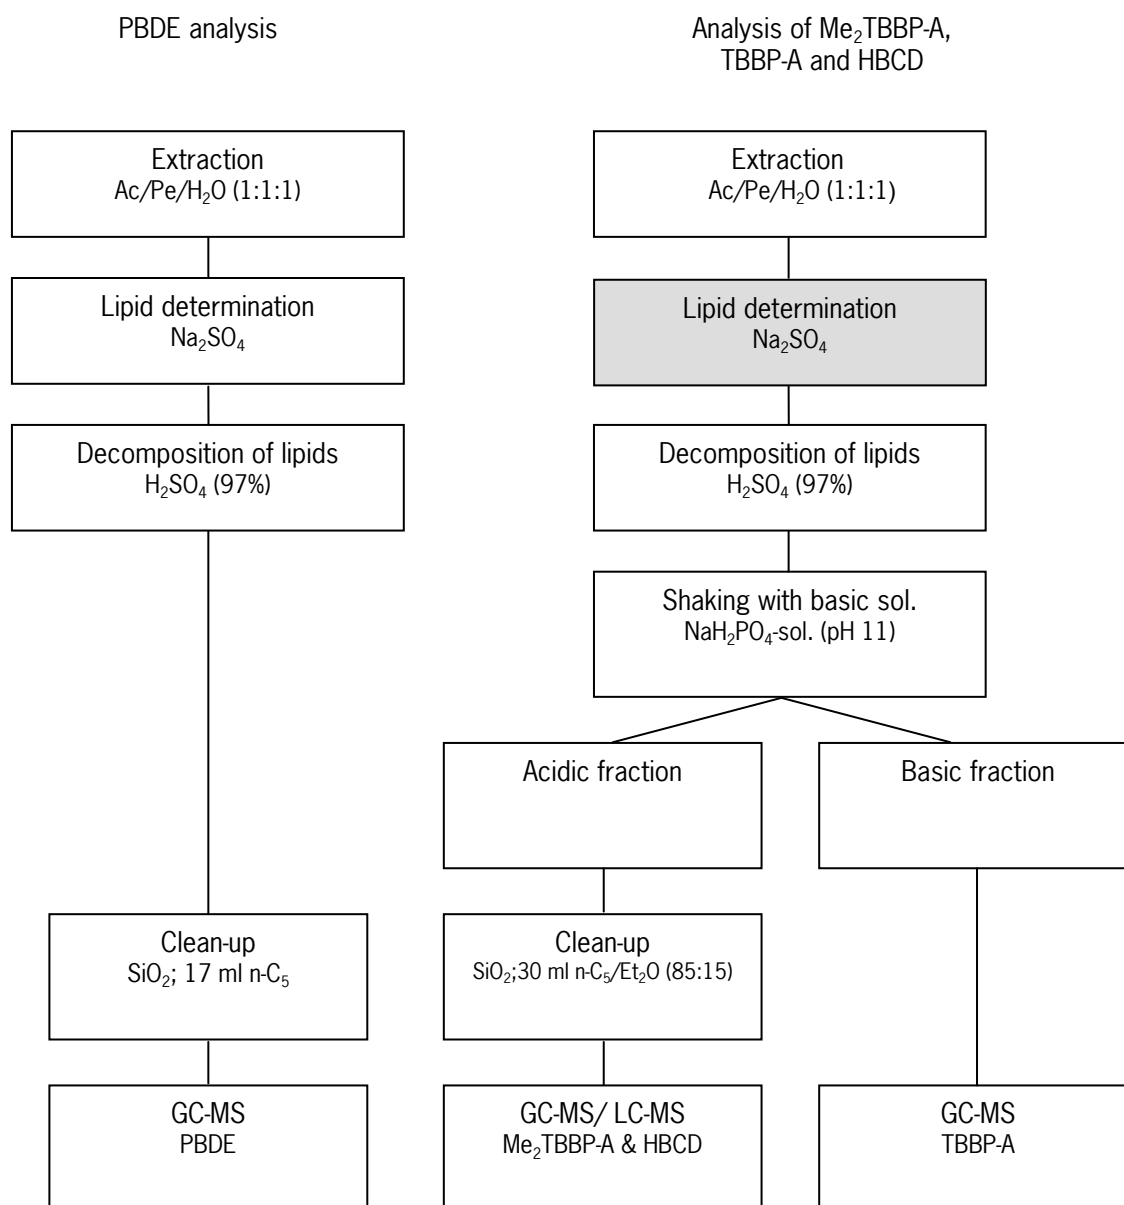 PBDE analysis
Analysis of Me₂TBBP-A,
TBBP-A and HBCD
Extraction
Ac/Pe/H₂O (1:1:1)
Extraction
Ac/Pe/H₂O (1:1:1)
Lipid determination
Na₂SO₄
Lipid determination
Na₂SO₄
Decomposition of lipids
H₂SO₄ (97%)
Decomposition of lipids
H₂SO₄ (97%)
Shaking with basic sol.
NaH₂PO₄-sol. (pH 11)
Acidic fraction
Basic fraction
Clean-up
SiO₂; 17 ml n-C₅
Clean-up
SiO₂;30 ml n-C₅/Et₂O (85:15)
GC-MS
PBDE
GC-MS/ LC-MS
Me₂TBBP-A & HBCD
GC-MS
TBBP-A